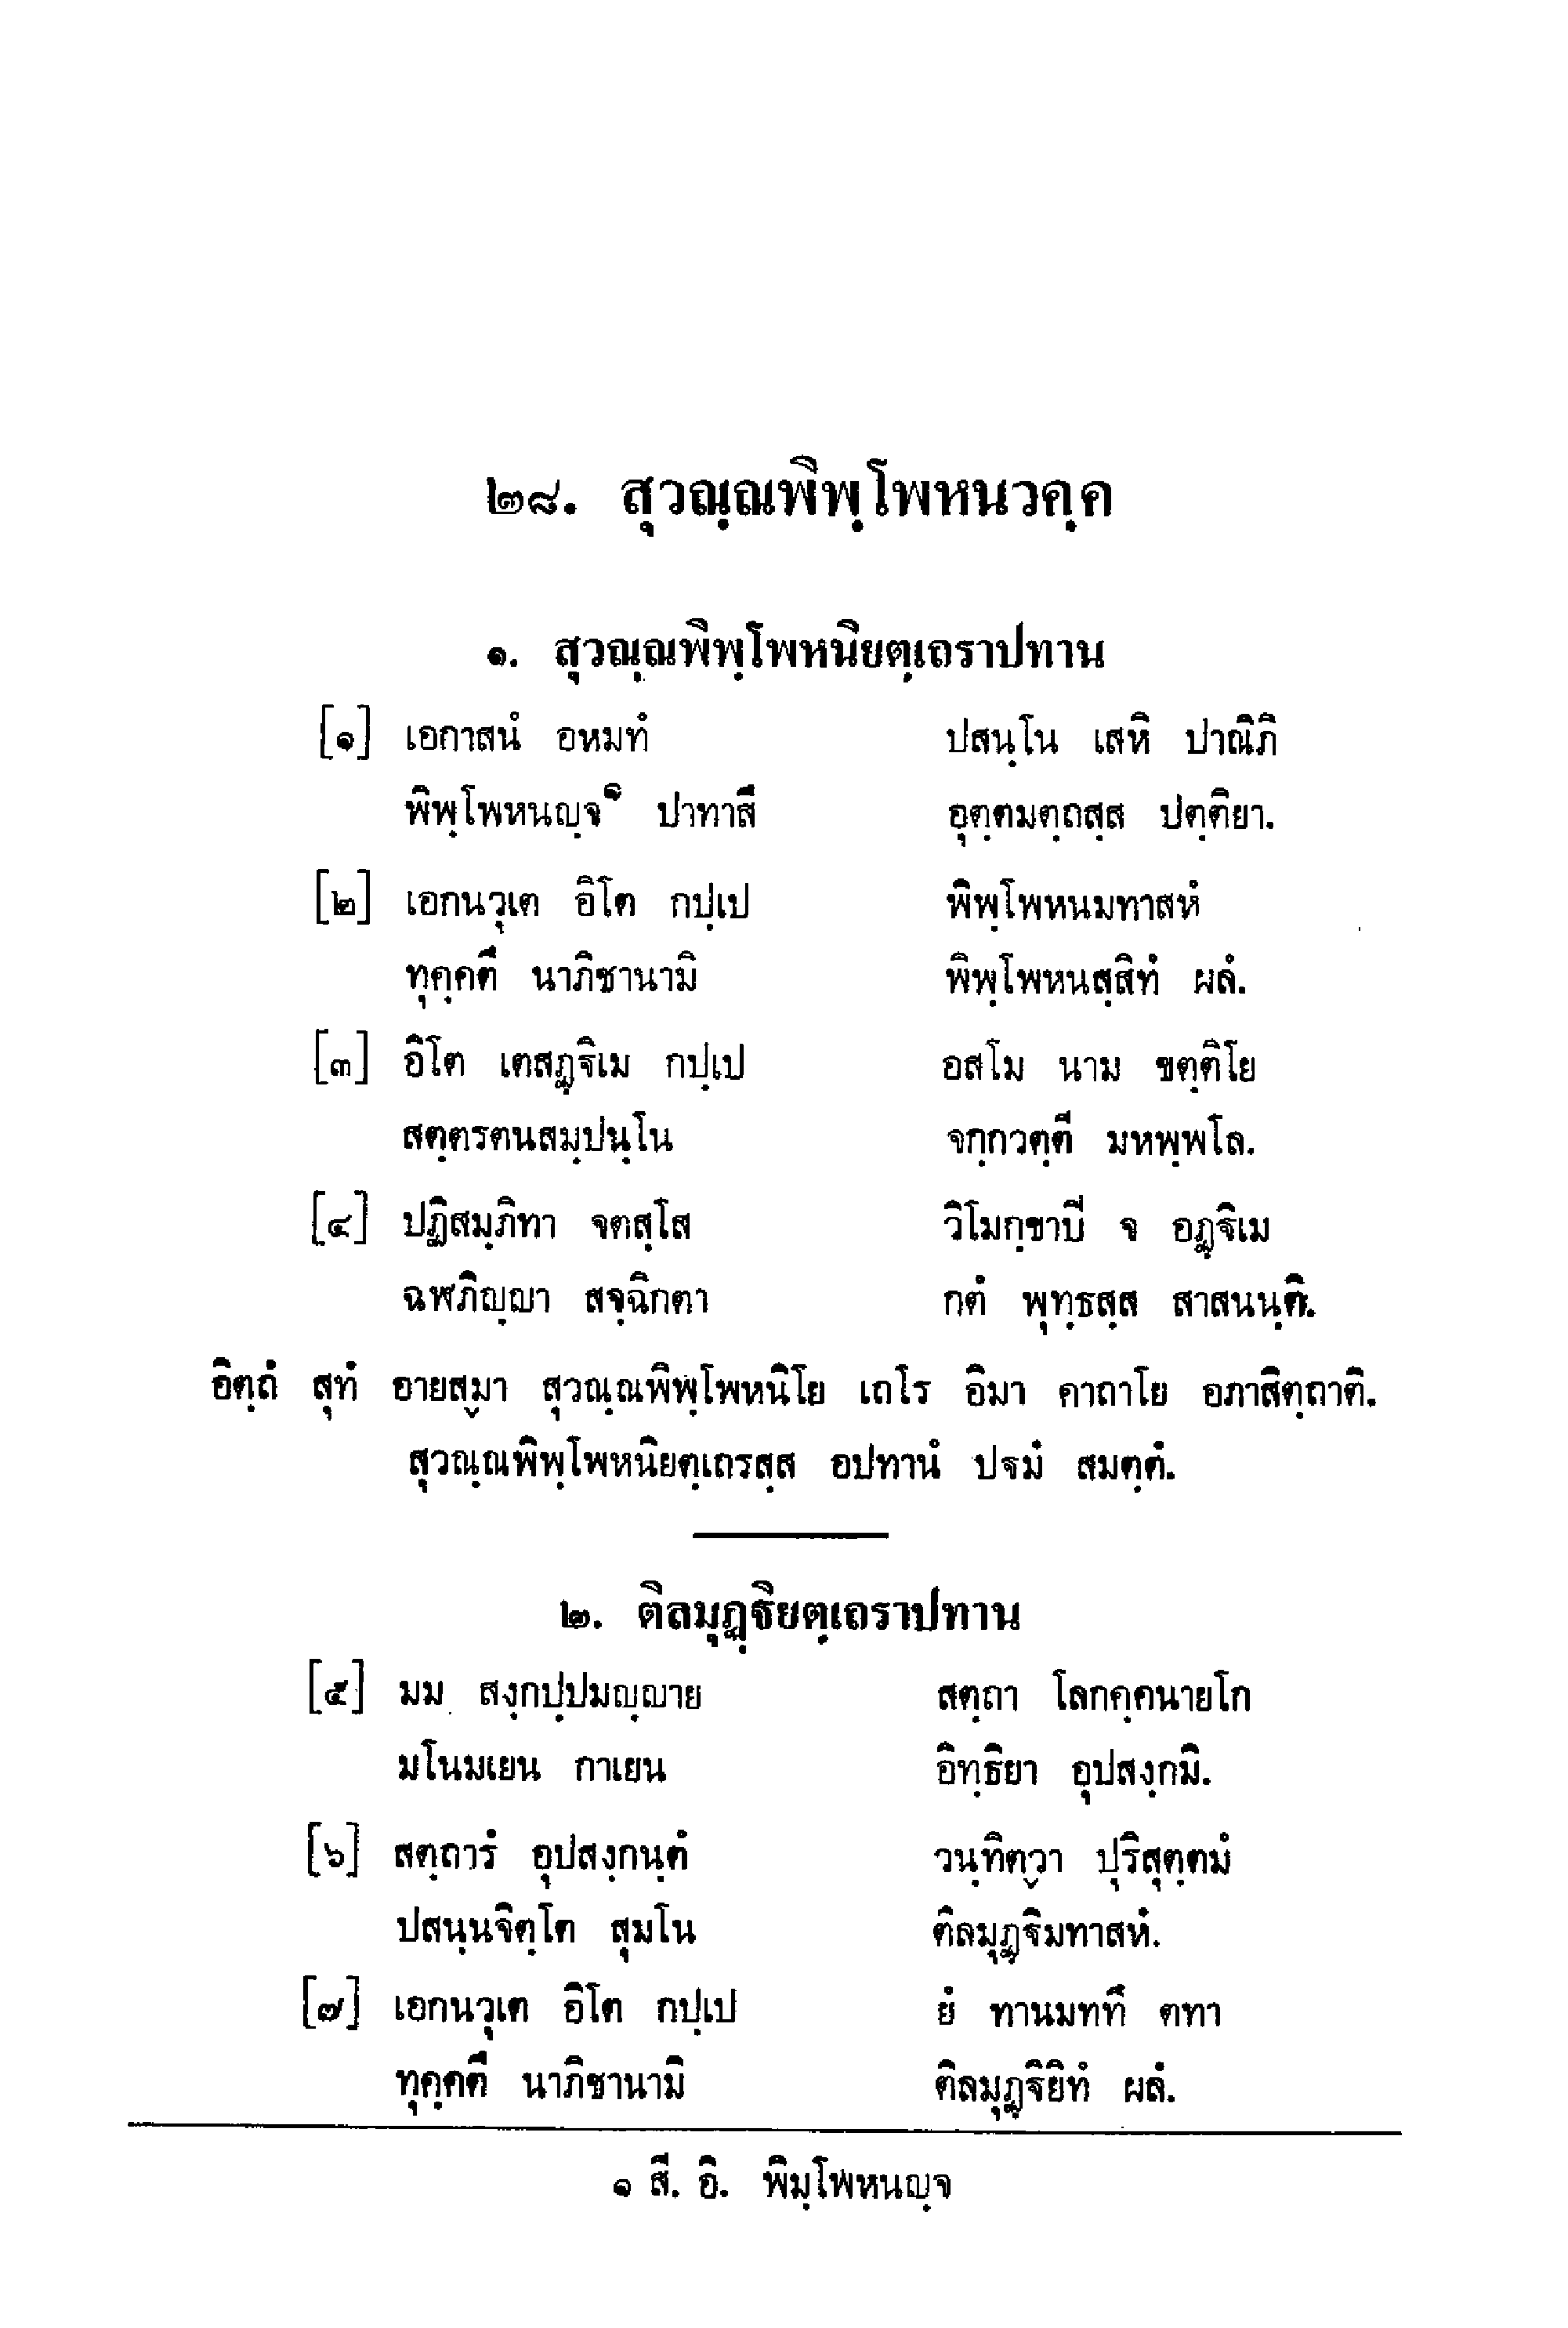 ๒๘. สุวณฺณพิพฺโพหนวคฺค
๑. สุวณฺณพิพฺโพหนิยตฺเถราปทาน
[๑] เอกาสนํ อหมทํ ปสนฺโน เสหิ ปาณิภิ
พิพฺโพหนญฺจ๑ ปาทาสึ อุตฺตมตฺถสฺส ปตฺติยา.
[๒] เอกนวุเต อิโต กปฺเป พิพฺโพหนมทาสหํ
ทุคฺคตึ นาภิชานามิ พิพฺโพหนสฺสิทํ ผลํ.
[๓] อิโต เตสฏฺฐิเม กปฺเป อสโม นาม ขตฺติโย
สตฺตรตนสมฺปนฺโน จกฺกวตฺตี มหพฺพโล.
[๔] ปฏิสมฺภิทา จตสฺโส วิโมกฺขาปิ จ อฏฺฐิเม
ฉฬภิญฺญา สจฺฉิกตา กตํ พุทฺธสฺส สาสนนฺติ.
อิตฺถํ สุทํ อายสฺมา สุวณฺณพิพฺโพหนิโย เถโร อิมา คาถาโย อภาสิตฺถาติ.
สุวณฺณพิพฺโพหนิยตฺเถรสฺส อปทานํ ปฐมํ สมตฺตํ.
๒. ติลมุฏฺฐิยตฺเถราปทาน
[๕] มม สงฺกปฺปมญฺญาย สตฺถา โลกคฺคนายโก
มโนมเยน กาเยน อิทฺธิยา อุปสงฺกมิ.
[๖] สตฺถารํ อุปสงฺกนฺตํ วนฺทิตฺวา ปุริสุตฺตมํ
ปสนฺนจิตฺโต สุมโน ติลมุฏฺฐิมทาสหํ.
[๗] เอกนวุเต อิโต กปฺเป ยํ ทานมททึ ตทา
ทุคฺคตึ นาภิชานามิ ติลมุฏฺฐิยิทํ ผลํ.
๑ สี. อิ. พิมฺโพหนญฺจ